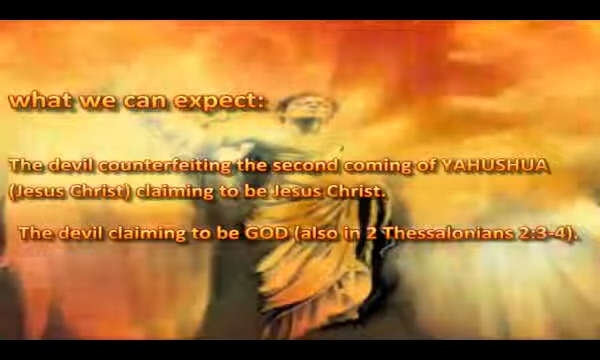 what we can expect:
The devil counterfeiting the second coming of YAHUSHUA
(Jesus Christ) claiming to be Jesus Christ.
The devil claiming to be GOD (also in 2 Thessalonians 2:3-4).